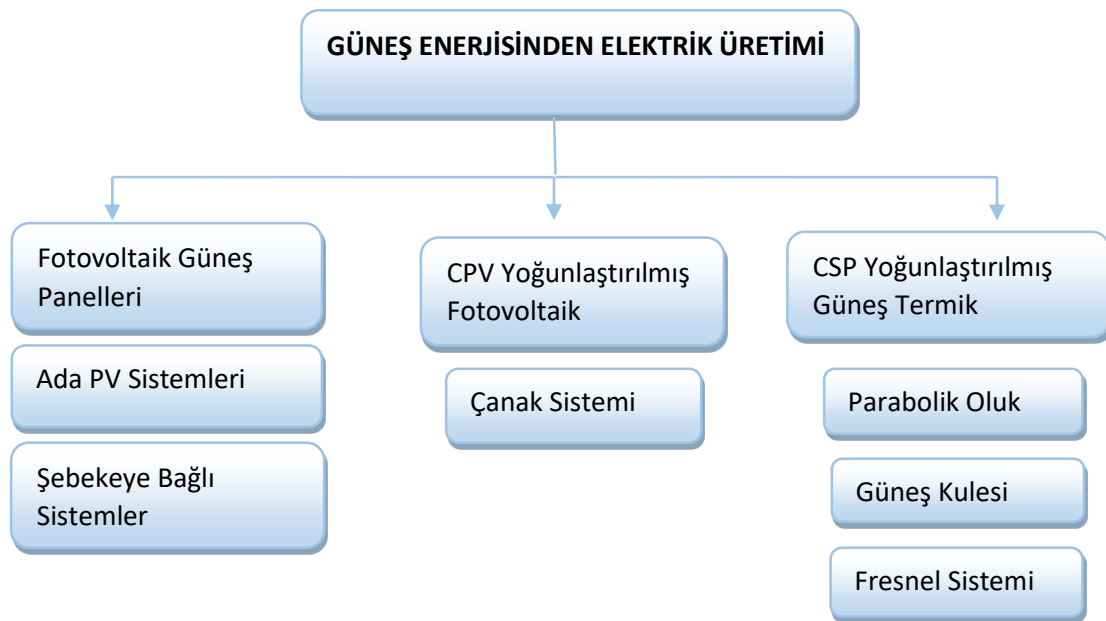 GÜNEŞ ENERJİSİNDEN ELEKTRİK ÜRETİMİ
Fotovoltaik Güneş
Panelleri
Ada PV Sistemleri
Şebekeye Bağlı
Sistemler
CPV Yoğunlaştırılmış
Fotovoltaik
Çanak Sistemi
CSP Yoğunlaştırılmış
Güneş Termik
Parabolik Oluk
Güneş Kulesi
Fresnel Sistemi